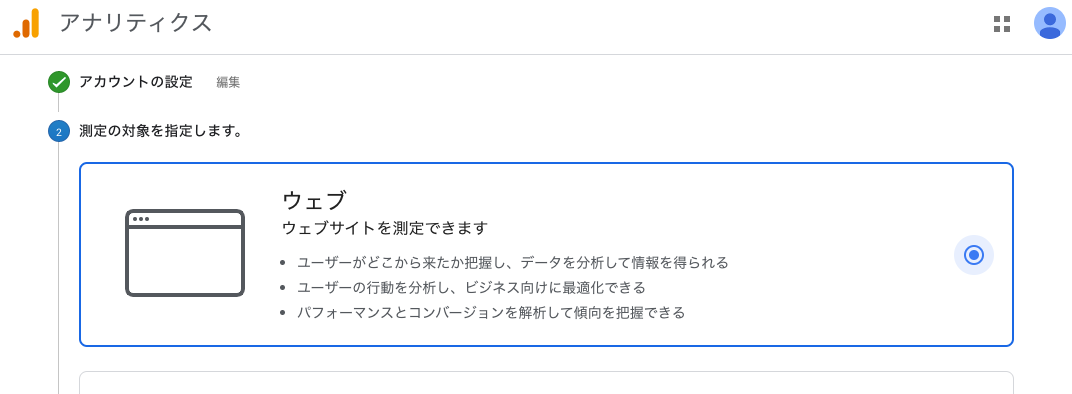 アナリティクス
アカウントの設定 編集
2 測定の対象を指定します。
ウェブ
ウェブサイトを測定できます
• ユーザーがどこから来たか把握し、データを分析して情報を得られる
• ユーザーの行動を分析し、ビジネス向けに最適化できる
• パフォーマンスとコンバージョンを解析して傾向を把握できる